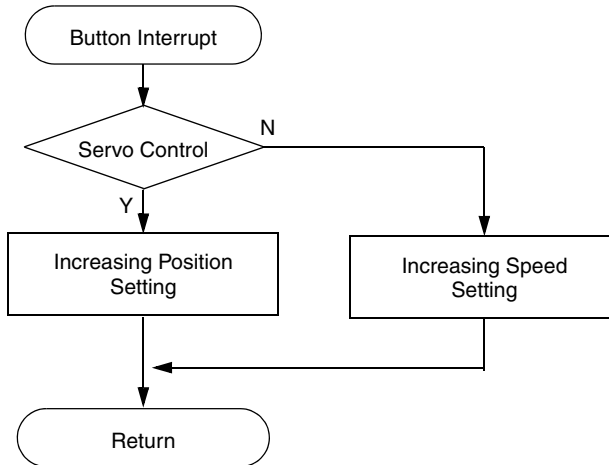 Button Interrupt
N
Servo Control
Y
Increasing Position
Setting
Increasing Speed
Setting
Return